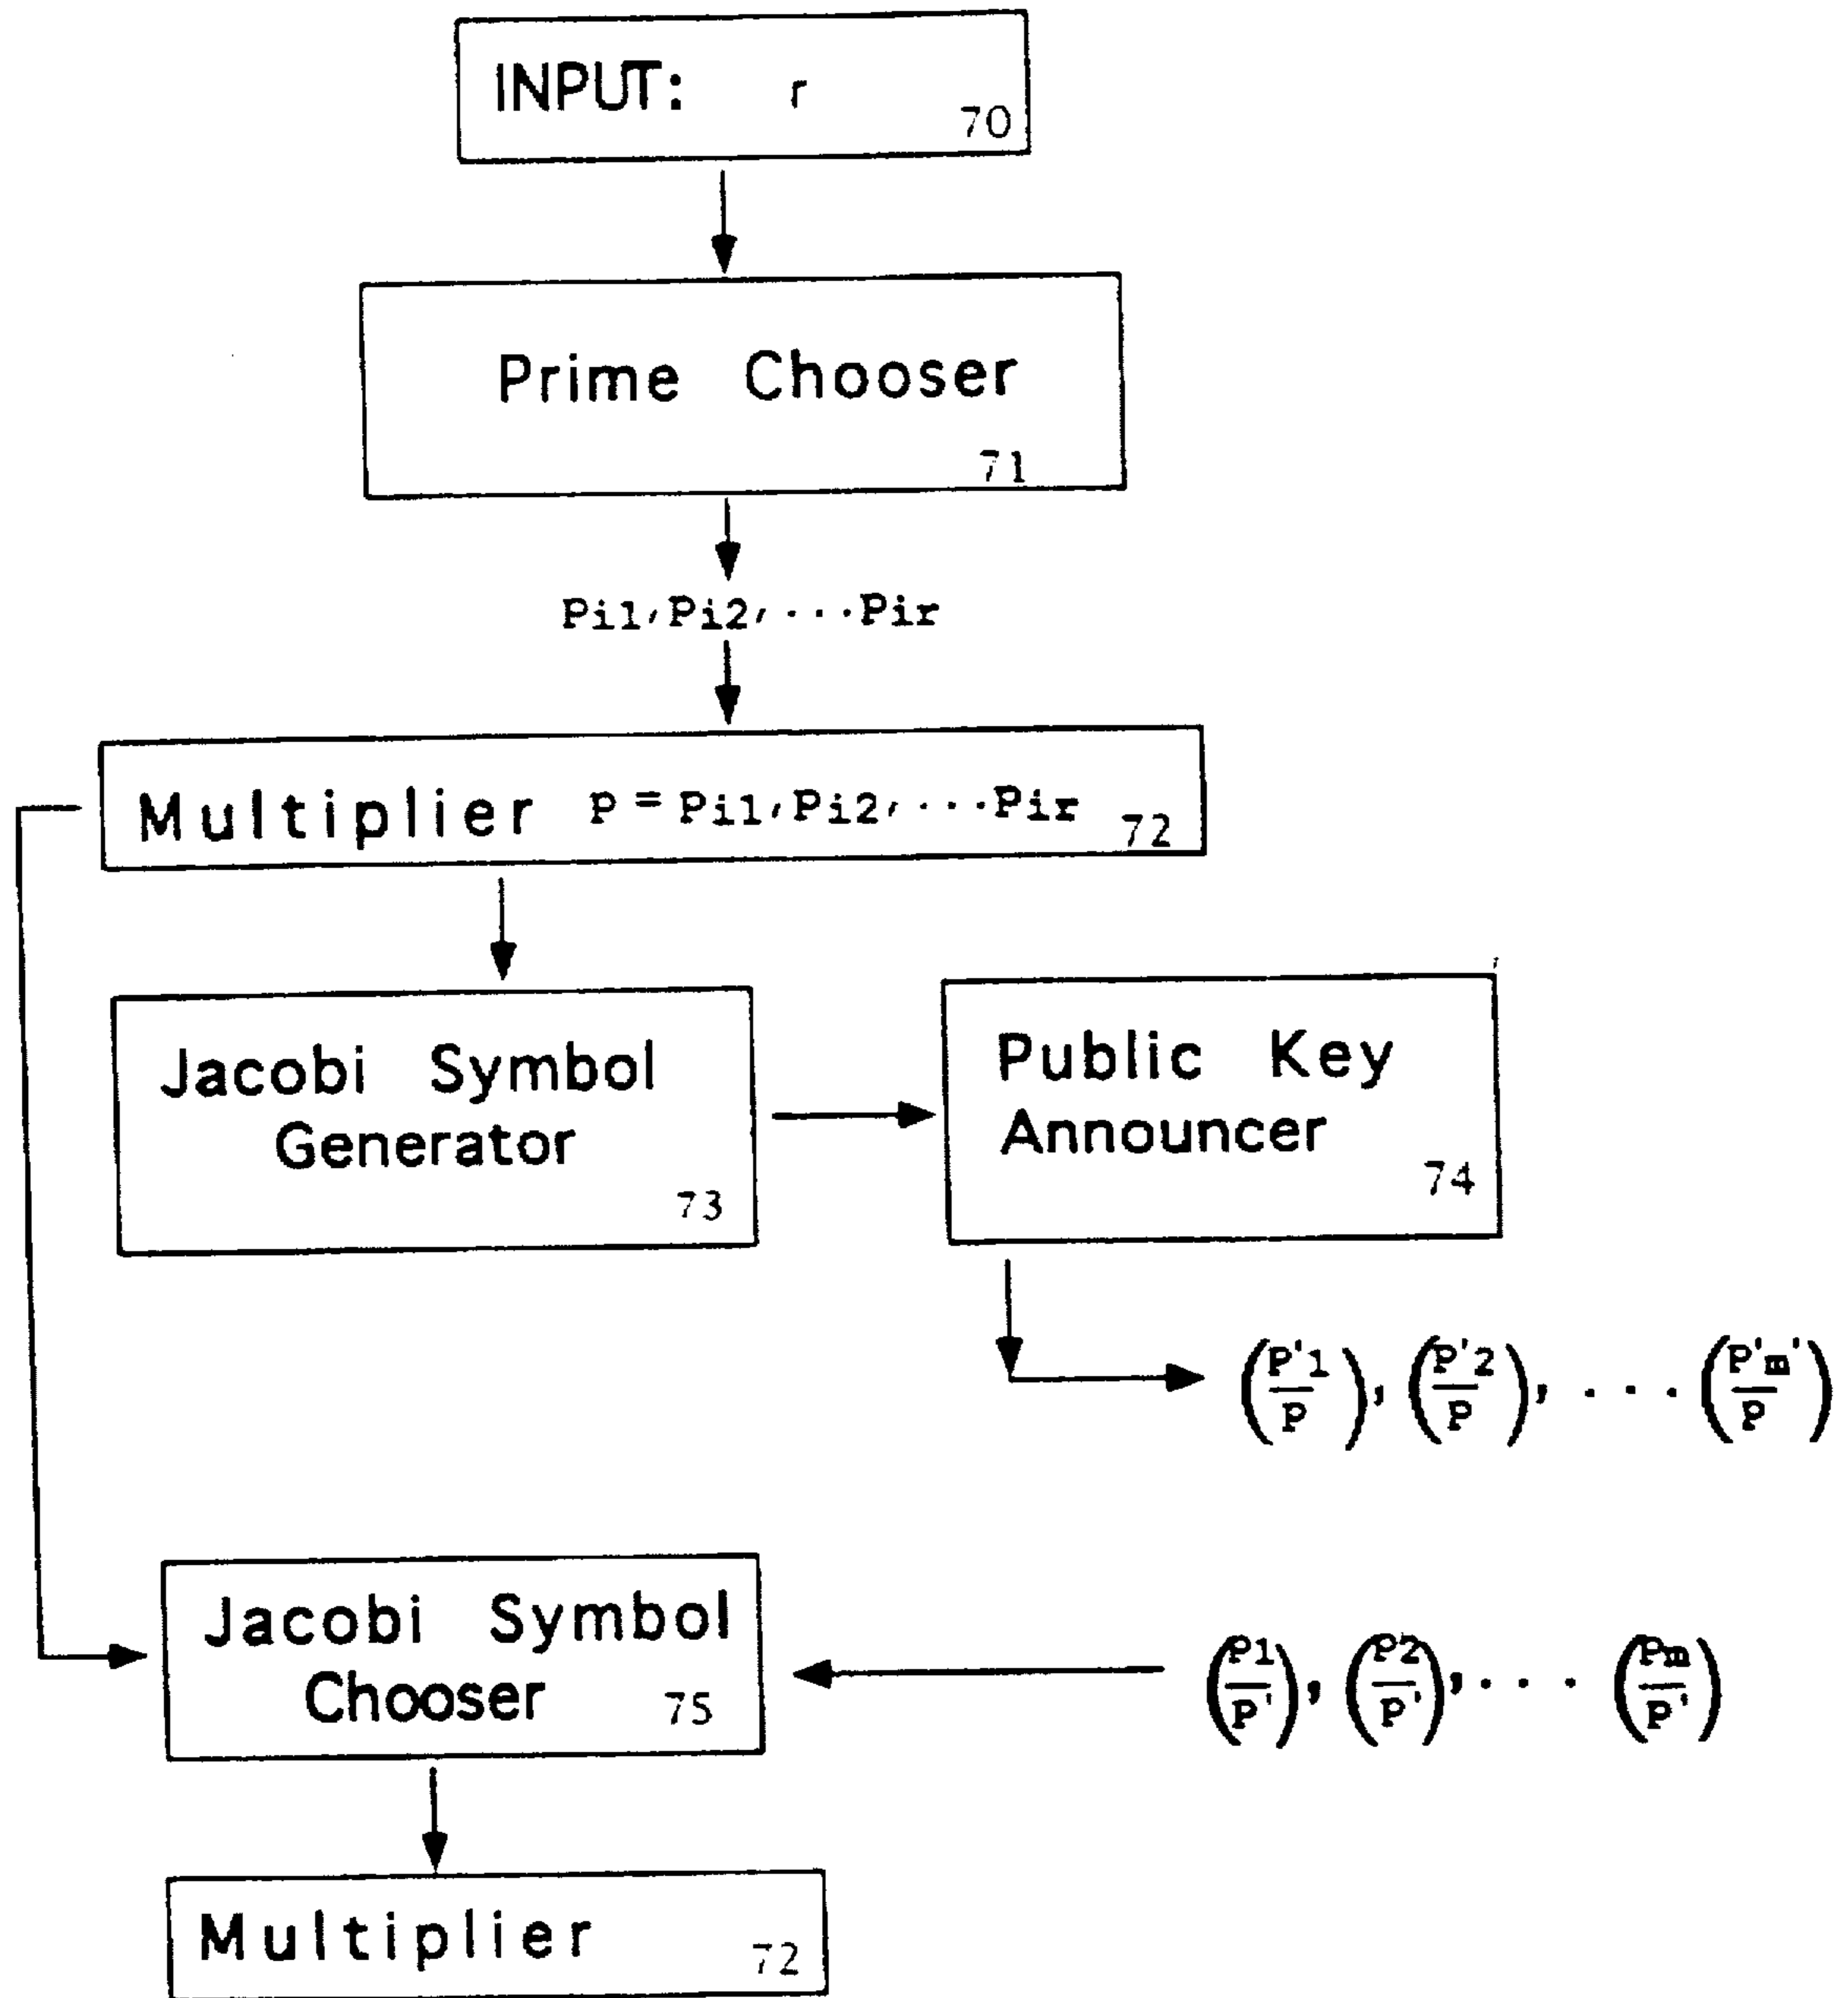 INPUT: r
70
Prime Chooser
71
Pi1, Pi2, ... Pir
Multiplier P = Pi1, Pi2, ... Pir
72
Jacobi Symbol
Generator
73
Public Key
Announcer
74
(P'1/P), (P'2/P), ... (P'm'/P)
Jacobi Symbol
Chooser 75
(P1/P'), (P2/P'), ... (Pm/P')
Multiplier 72